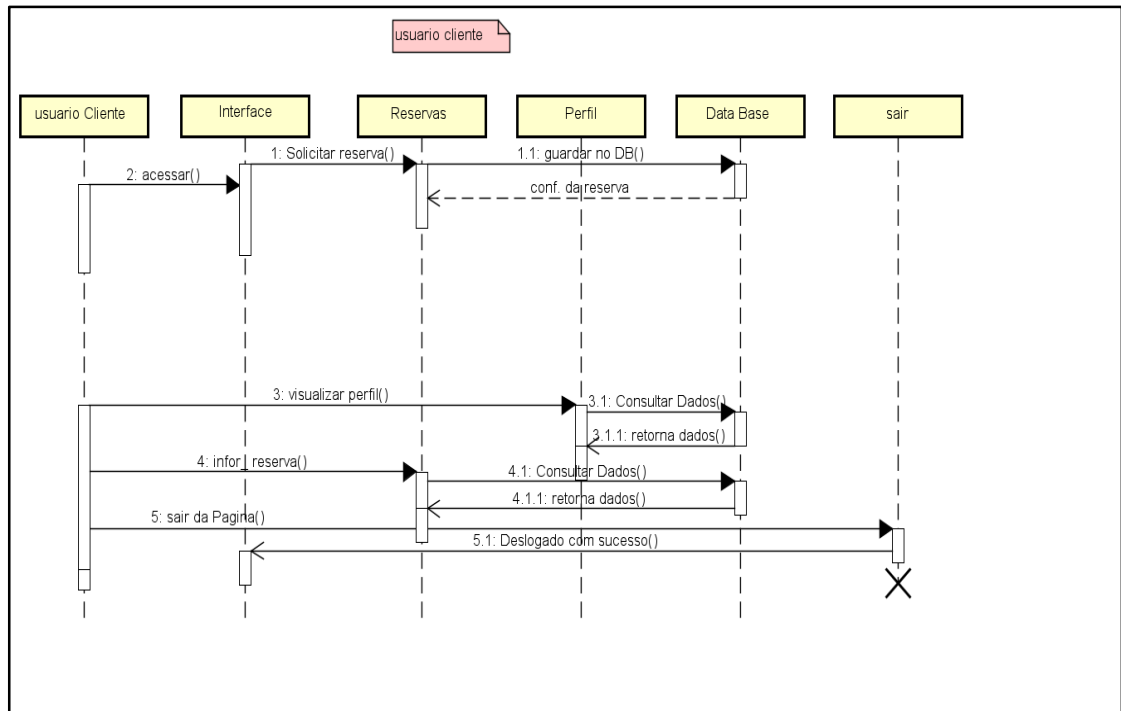 usuario cliente
usuario Cliente
Interface
Reservas
Perfil
Data Base
sair
1: Solicitar reserva()
1.1: guardar no DB()
2: acessar()
conf. da reserva
3: visualizar perfil()
3.1: Consultar Dados()
3.1.1: retorna dados()
4: infor_ reserva()
4.1: Consultar Dados()
4.1.1: retorna dados()
5: sair da Pagina()
5.1: Deslogado com sucesso()